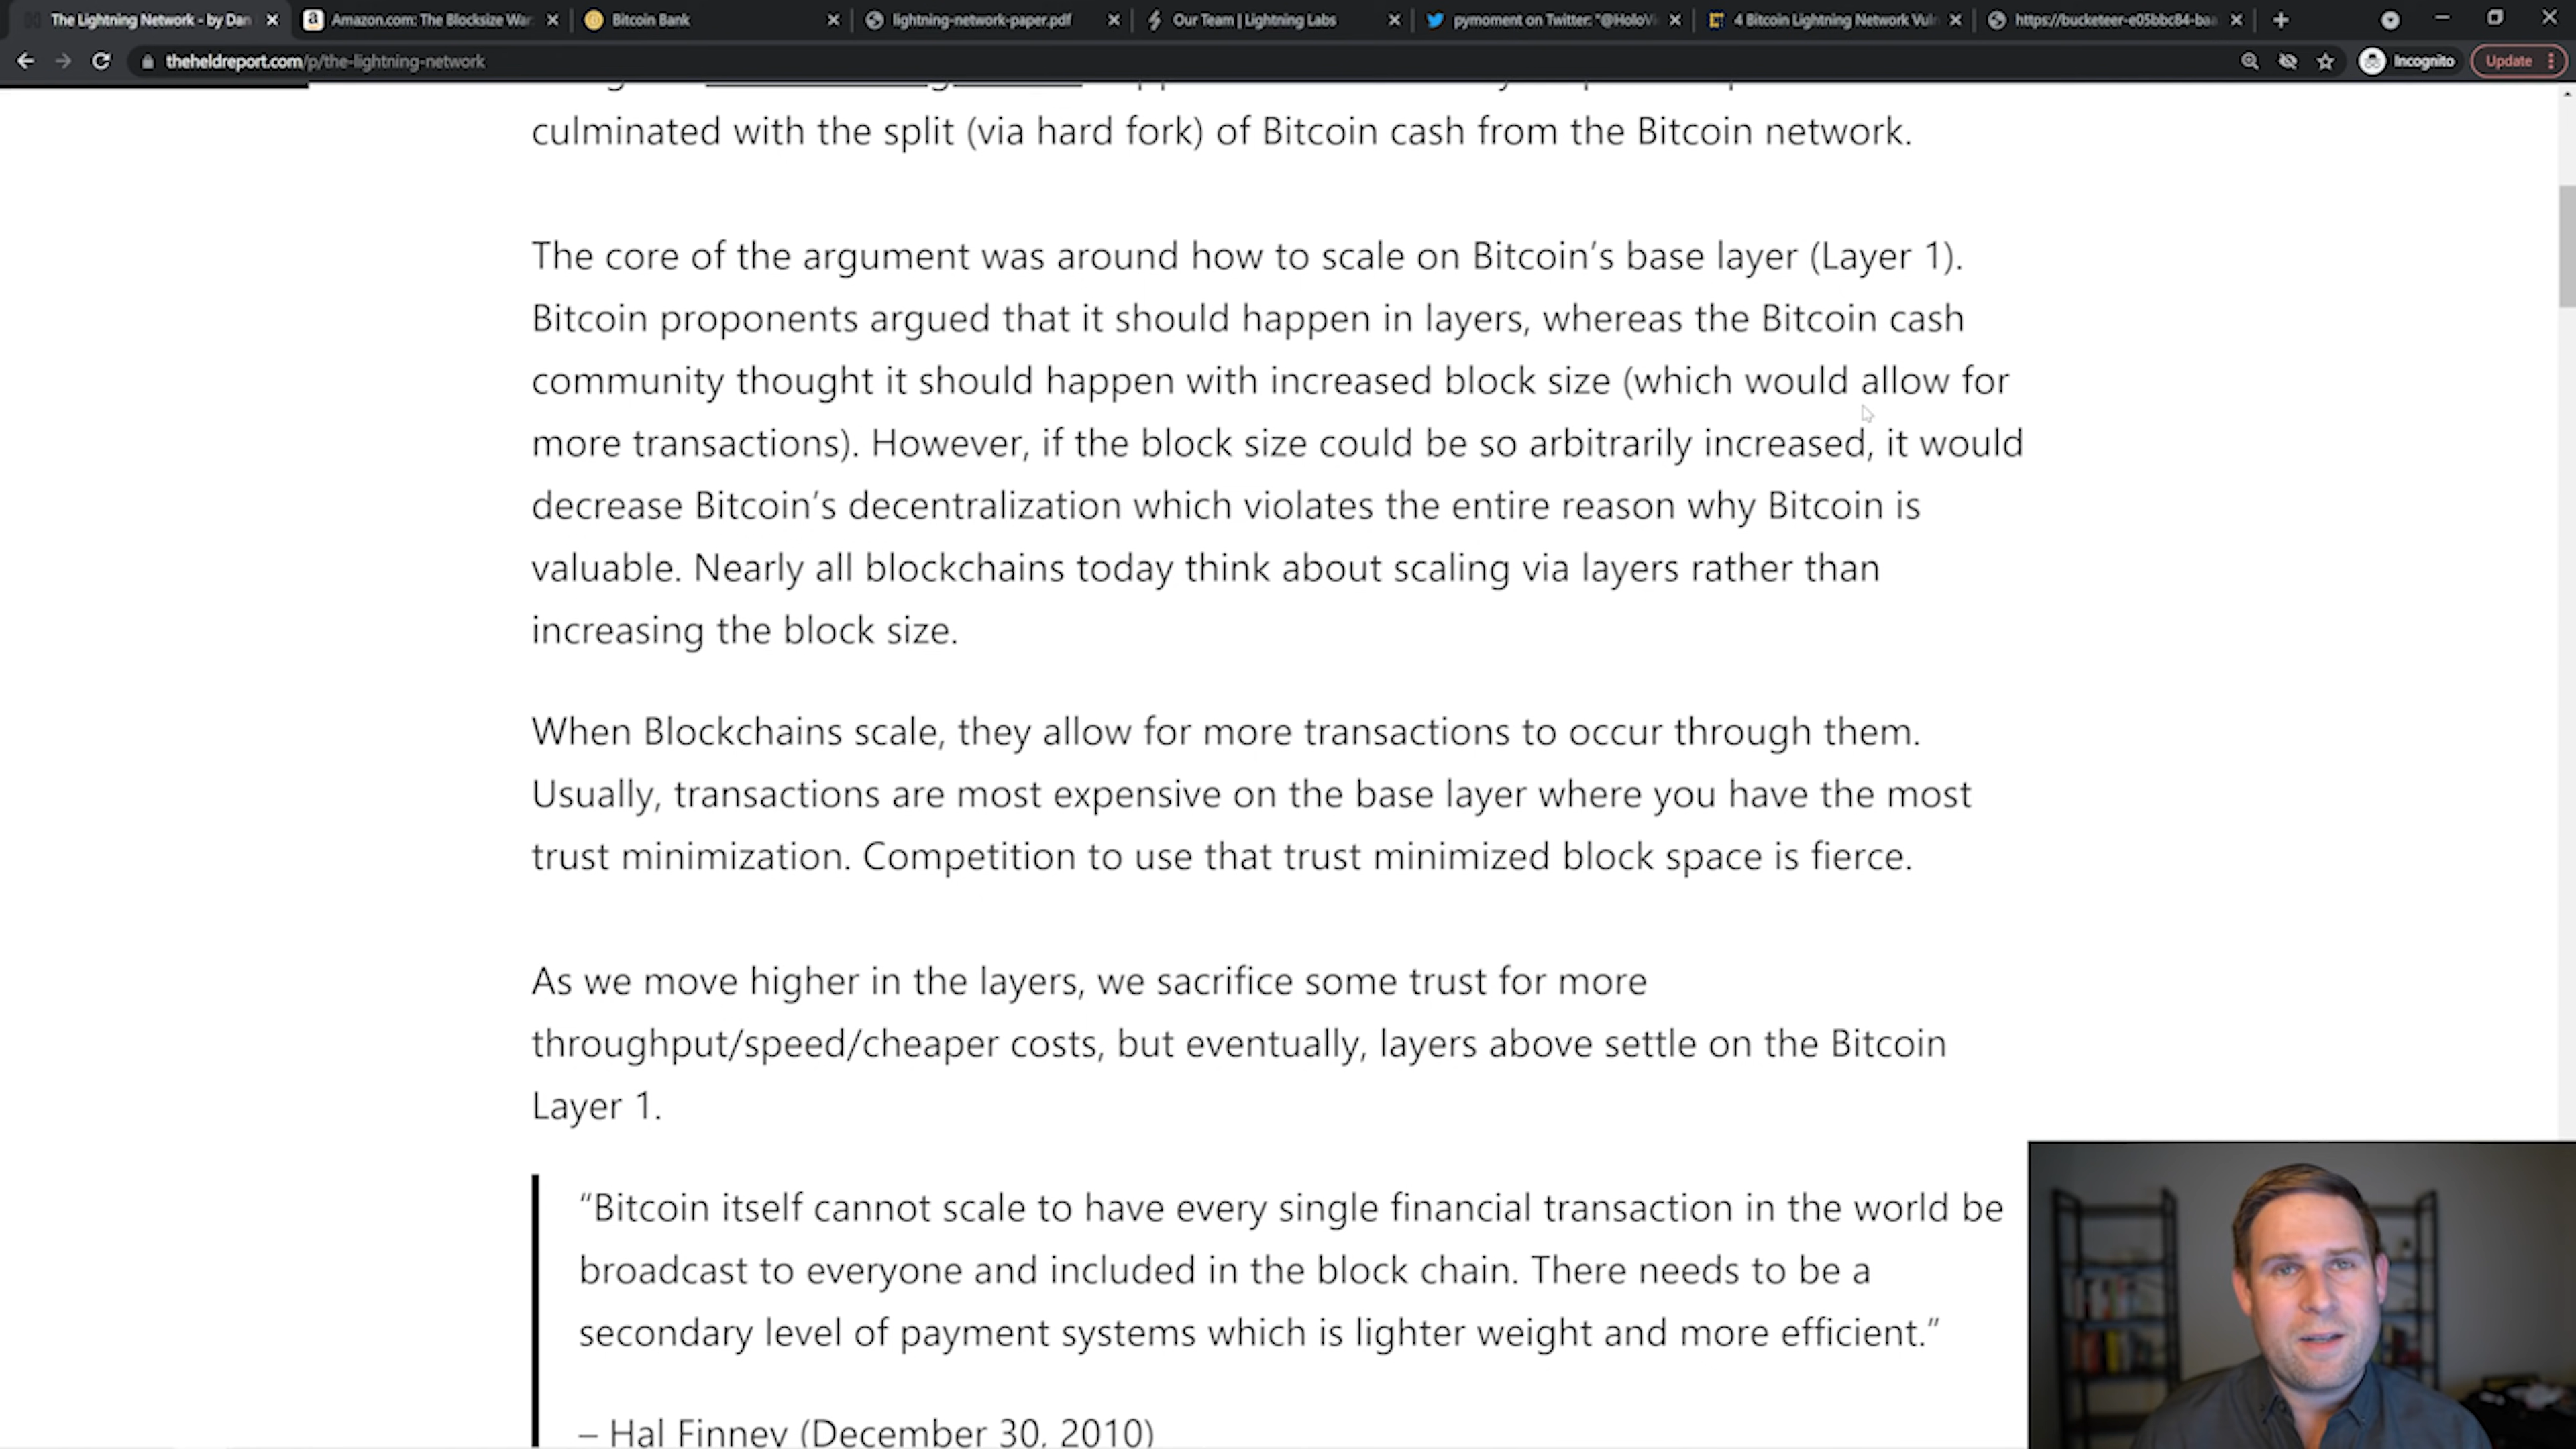 The Lightning Network - by Dan
Amazon.com: The Blocksize War
Bitcoin Bank
lightning-network-paper.pdf
Our Team | Lightning Labs
pymoment on Twitter: "@HoloVi
4 Bitcoin Lightning Network Vuln
https://bucketeer-e05bbc84-baa
theheldreport.com/p/the-lightning-network
Incognito
Update
culminated with the split (via hard fork) of Bitcoin cash from the Bitcoin network.
The core of the argument was around how to scale on Bitcoin's base layer (Layer 1).
Bitcoin proponents argued that it should happen in layers, whereas the Bitcoin cash
community thought it should happen with increased block size (which would allow for
more transactions). However, if the block size could be so arbitrarily increased, it would
decrease Bitcoin's decentralization which violates the entire reason why Bitcoin is
valuable. Nearly all blockchains today think about scaling via layers rather than
increasing the block size.
When Blockchains scale, they allow for more transactions to occur through them.
Usually, transactions are most expensive on the base layer where you have the most
trust minimization. Competition to use that trust minimized block space is fierce.
As we move higher in the layers, we sacrifice some trust for more
throughput/speed/cheaper costs, but eventually, layers above settle on the Bitcoin
Layer 1.
"Bitcoin itself cannot scale to have every single financial transaction in the world be
broadcast to everyone and included in the block chain. There needs to be a
secondary level of payment systems which is lighter weight and more efficient."
– Hal Finney (December 30, 2010)